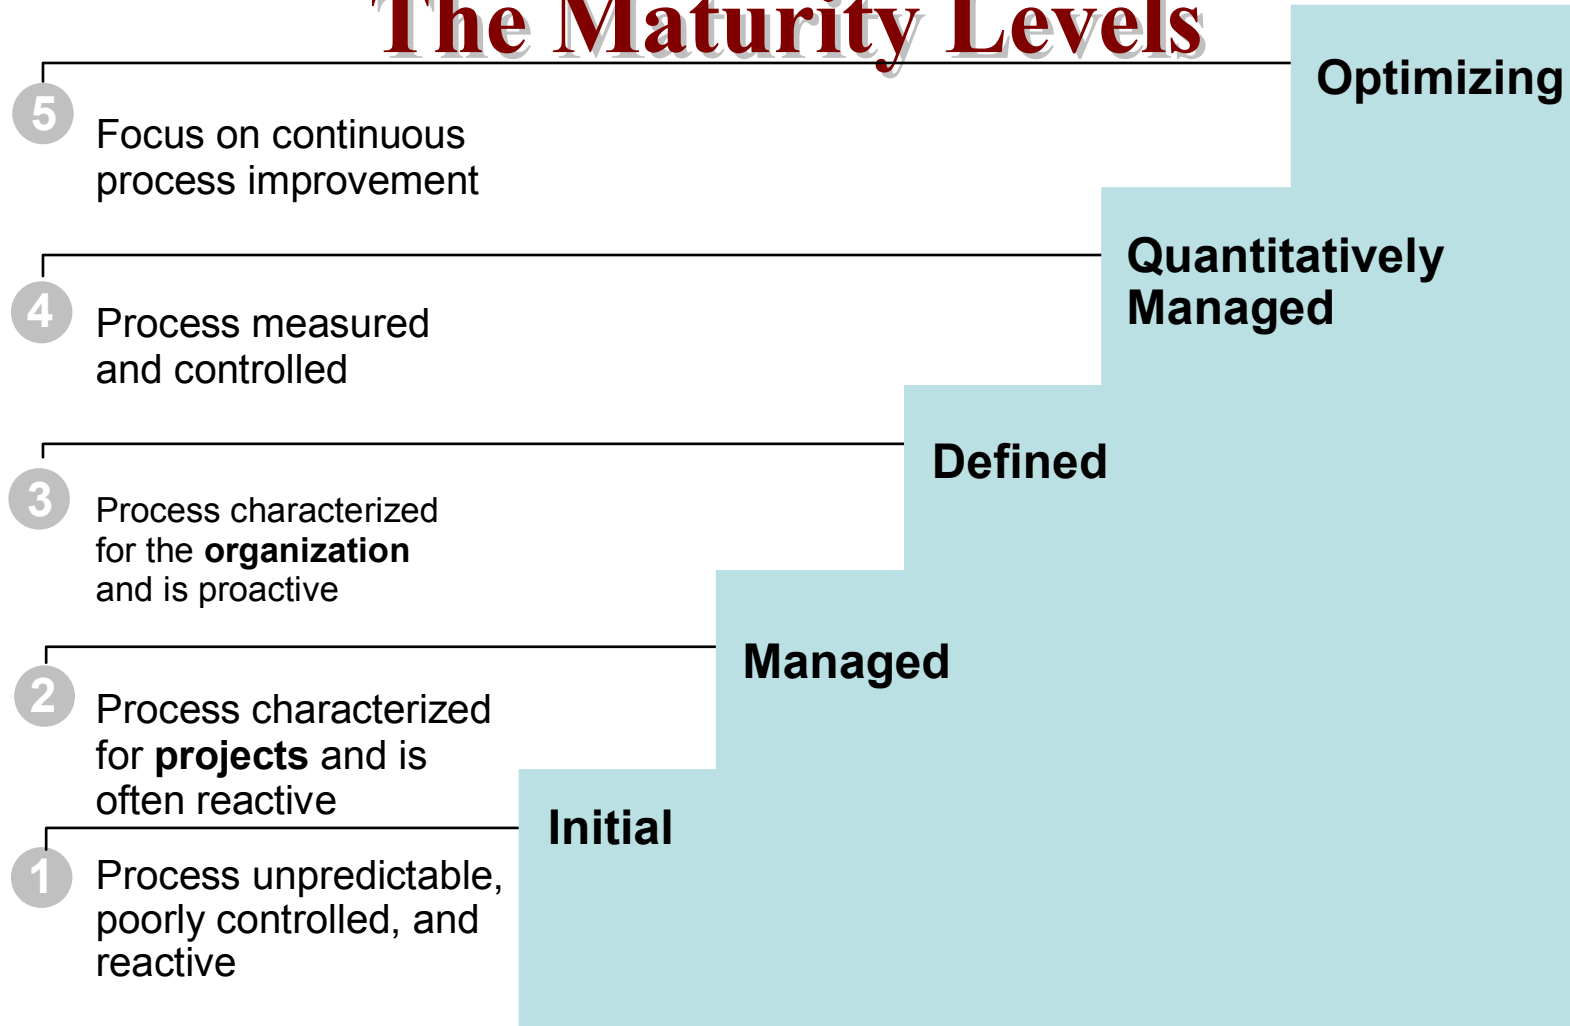 The Maturity Levels
Optimizing
5
Focus on continuous
process improvement
Quantitatively
Managed
4
Process measured
and controlled
Defined
3
Process characterized
for the organization
and is proactive
Managed
2
Process characterized
for projects and is
often reactive
Initial
1
Process unpredictable,
poorly controlled, and
reactive